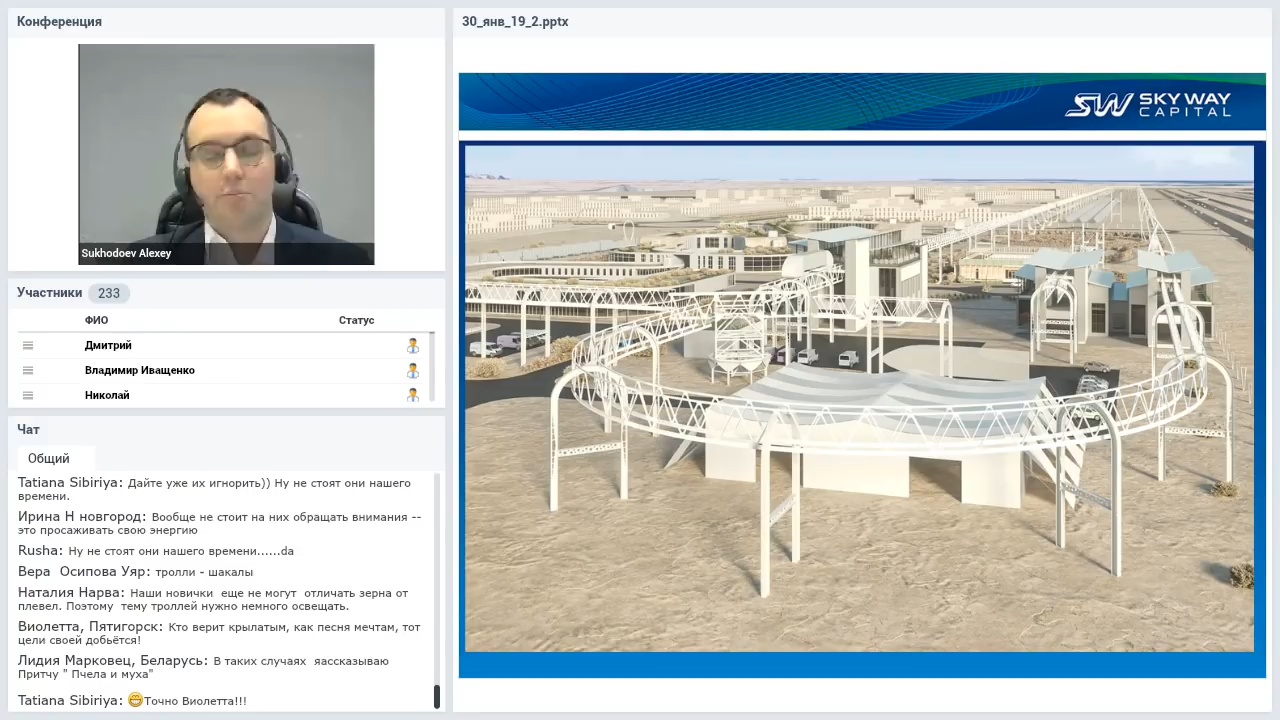 Конференция
Sukhodoev Alexey
Участники 233
ФИО Статус
Дмитрий
Владимир Иващенко
Николай
Чат
Общий
Tatiana Sibiriya: Дайте уже их игнорить)) Ну не стоят они нашего
времени.
Ирина Н новгород: Вообще не стоит на них обращать внимания --
это просаживать свою энергию
Rusha: Ну не стоят они нашего времени......da
Вера Осипова Уяр: тролли - шакалы
Наталия Нарва: Наши новички еще не могут отличать зерна от
плевел. Поэтому тему троллей нужно немного освещать.
Виолетта, Пятигорск: Кто верит крылатым, как песня мечтам, тот
цели своей добьётся!
Лидия Марковец, Беларусь: В таких случаях яассказываю
Притчу " Пчела и муха"
Tatiana Sibiriya: 😁Точно Виолетта!!!
30_янв_19_2.pptx
SW SKY WAY
CAPITAL